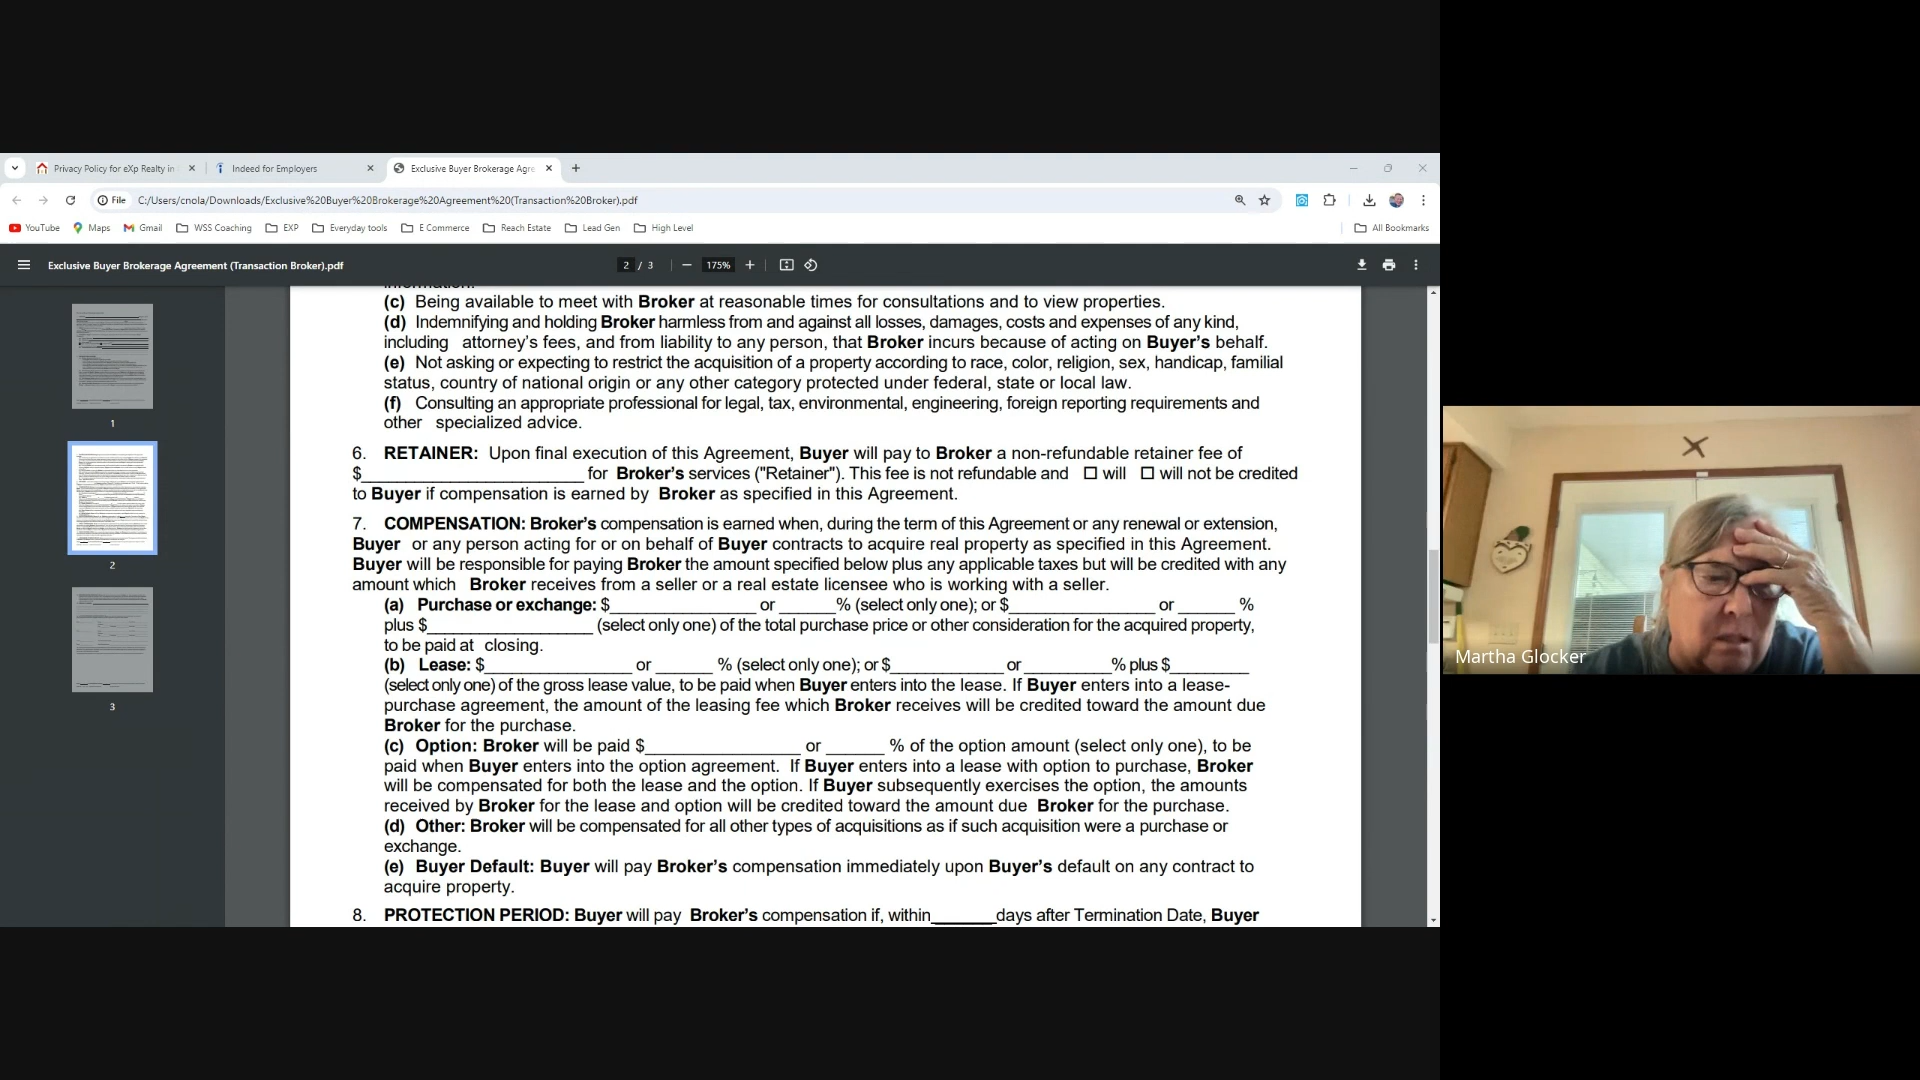 Privacy Policy for eXp Realty in
Indeed for Employers
Exclusive Buyer Brokerage Agre
File C:/Users/cnola/Downloads/Exclusive%20Buyer%20Brokerage%20Agreement%20(Transaction%20Broker).pdf
YouTube Maps Gmail WSS Coaching EXP Everyday tools E Commerce Reach Estate Lead Gen High Level All Bookmarks
Exclusive Buyer Brokerage Agreement (Transaction Broker).pdf 2 / 3 175%
1
2
3
information.
(c) Being available to meet with Broker at reasonable times for consultations and to view properties.
(d) Indemnifying and holding Broker harmless from and against all losses, damages, costs and expenses of any kind,
including attorney's fees, and from liability to any person, that Broker incurs because of acting on Buyer's behalf.
(e) Not asking or expecting to restrict the acquisition of a property according to race, color, religion, sex, handicap, familial
status, country of national origin or any other category protected under federal, state or local law.
(f) Consulting an appropriate professional for legal, tax, environmental, engineering, foreign reporting requirements and
other specialized advice.
6. RETAINER: Upon final execution of this Agreement, Buyer will pay to Broker a non-refundable retainer fee of
$________________________ for Broker's services ("Retainer"). This fee is not refundable and ☐ will ☐ will not be credited
to Buyer if compensation is earned by Broker as specified in this Agreement.
7. COMPENSATION: Broker's compensation is earned when, during the term of this Agreement or any renewal or extension,
Buyer or any person acting for or on behalf of Buyer contracts to acquire real property as specified in this Agreement.
Buyer will be responsible for paying Broker the amount specified below plus any applicable taxes but will be credited with any
amount which Broker receives from a seller or a real estate licensee who is working with a seller.
(a) Purchase or exchange: $________________ or ______% (select only one); or $________________ or ______ %
plus $__________________ (select only one) of the total purchase price or other consideration for the acquired property,
to be paid at closing.
(b) Lease: $________________ or ______ % (select only one); or $____________ or _________% plus $_________
(select only one) of the gross lease value, to be paid when Buyer enters into the lease. If Buyer enters into a lease-
purchase agreement, the amount of the leasing fee which Broker receives will be credited toward the amount due
Broker for the purchase.
(c) Option: Broker will be paid $_________________ or ______ % of the option amount (select only one), to be
paid when Buyer enters into the option agreement. If Buyer enters into a lease with option to purchase, Broker
will be compensated for both the lease and the option. If Buyer subsequently exercises the option, the amounts
received by Broker for the lease and option will be credited toward the amount due Broker for the purchase.
(d) Other: Broker will be compensated for all other types of acquisitions as if such acquisition were a purchase or
exchange.
(e) Buyer Default: Buyer will pay Broker's compensation immediately upon Buyer's default on any contract to
acquire property.
8. PROTECTION PERIOD: Buyer will pay Broker's compensation if, within_______days after Termination Date, Buyer
Martha Glocker